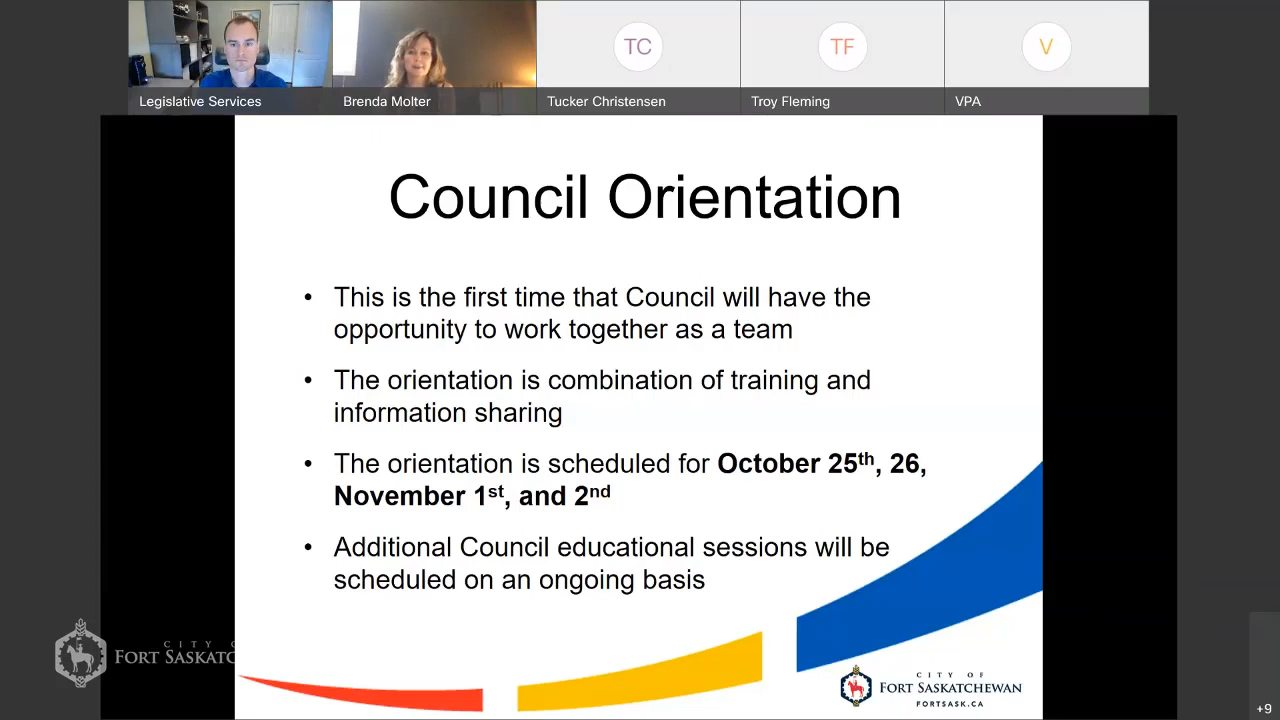 TC
TF
V
Legislative Services
Brenda Molter
Tucker Christensen
Troy Fleming
VPA
Council Orientation
• This is the first time that Council will have the
opportunity to work together as a team
• The orientation is combination of training and
information sharing
• The orientation is scheduled for October 25th, 26,
November 1st, and 2nd
• Additional Council educational sessions will be
scheduled on an ongoing basis
CITY O
FORT SASKATC
CITY OF
FORT SASKATCHEWAN
FORTSASK.CA
+9